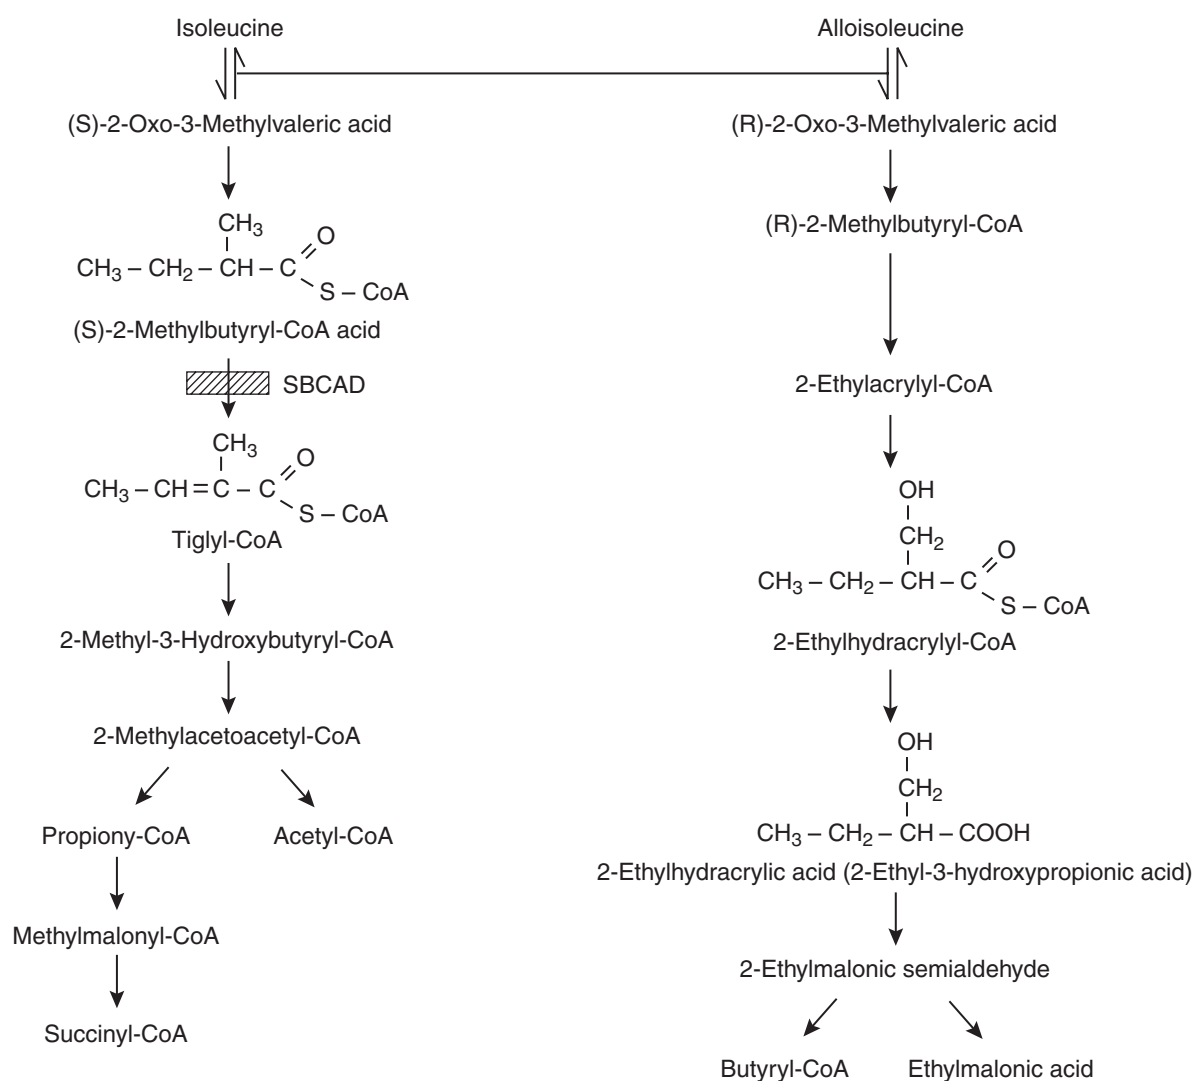 Isoleucine
Alloisoleucine
(S)-2-Oxo-3-Methylvaleric acid
(R)-2-Oxo-3-Methylvaleric acid
CH3
CH3 – CH2 – CH – C
O
S – CoA
(S)-2-Methylbutyryl-CoA acid
(R)-2-Methylbutyryl-CoA
SBCAD
2-Ethylacrylyl-CoA
CH3
CH3 – CH = C – C
O
S – CoA
Tiglyl-CoA
OH
CH2
CH3 – CH2 – CH – C
O
S – CoA
2-Methyl-3-Hydroxybutyryl-CoA
2-Ethylhydracrylyl-CoA
2-Methylacetoacetyl-CoA
OH
CH2
CH3 – CH2 – CH – COOH
Propiony-CoA
Acetyl-CoA
2-Ethylhydracrylic acid (2-Ethyl-3-hydroxypropionic acid)
Methylmalonyl-CoA
2-Ethylmalonic semialdehyde
Succinyl-CoA
Butyryl-CoA
Ethylmalonic acid